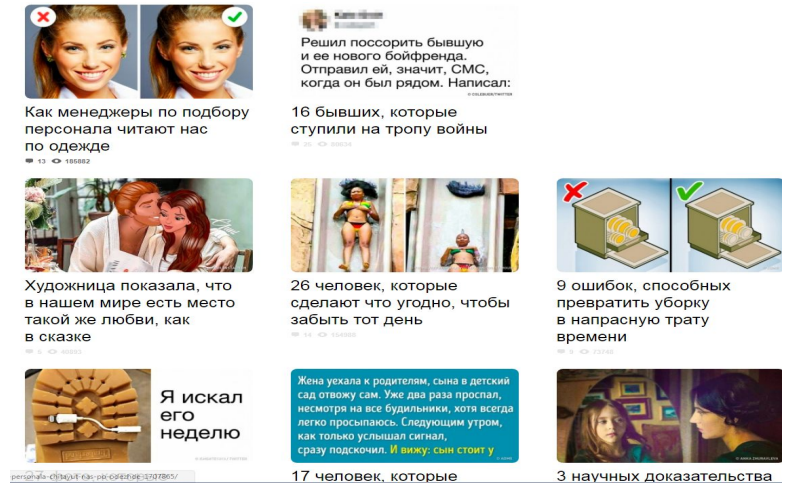 Решил поссорить бывшую
и ее нового бойфренда.
Отправил ей, значит, СМС,
когда он был рядом. Написал:
Как менеджеры по подбору
персонала читают нас
по одежде
13 185882
16 бывших, которые
ступили на тропу войны
Художница показала, что
в нашем мире есть место
такой же любви, как
в сказке
26 человек, которые
сделают что угодно, чтобы
забыть тот день
9 ошибок, способных
превратить уборку
в напрасную трату
времени
Я искал
его
неделю
Жена уехала к родителям, сына в детский
сад отвожу сам. Уже два раза проспал,
несмотря на все будильники, хотя всегда
легко просыпаюсь. Следующим утром,
как только услышал сигнал,
сразу подскочил. И вижу: сын стоит у
17 человек, которые
3 научных доказательства